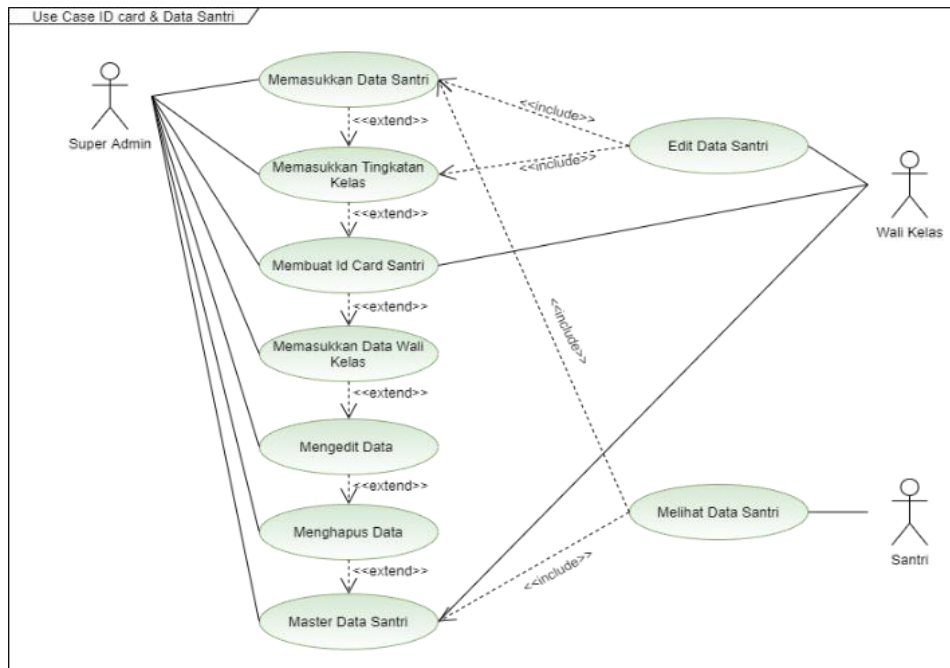 Use Case ID card & Data Santri
Super Admin
Memasukkan Data Santri
<<extend>>
<<include>>
Memasukkan Tingkatan
Kelas
<<include>>
Edit Data Santri
Wali Kelas
<<extend>>
Membuat Id Card Santri
<<extend>>
<<include>>
Memasukkan Data Wali
Kelas
<<extend>>
Mengedit Data
<<extend>>
Menghapus Data
Melihat Data Santri
Santri
<<extend>>
<<include>>
Master Data Santri